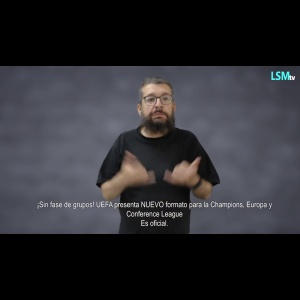 LSMtv
¡Sin fase de grupos! UEFA presenta NUEVO formato para la Champions, Europa y
Conference League
Es oficial.